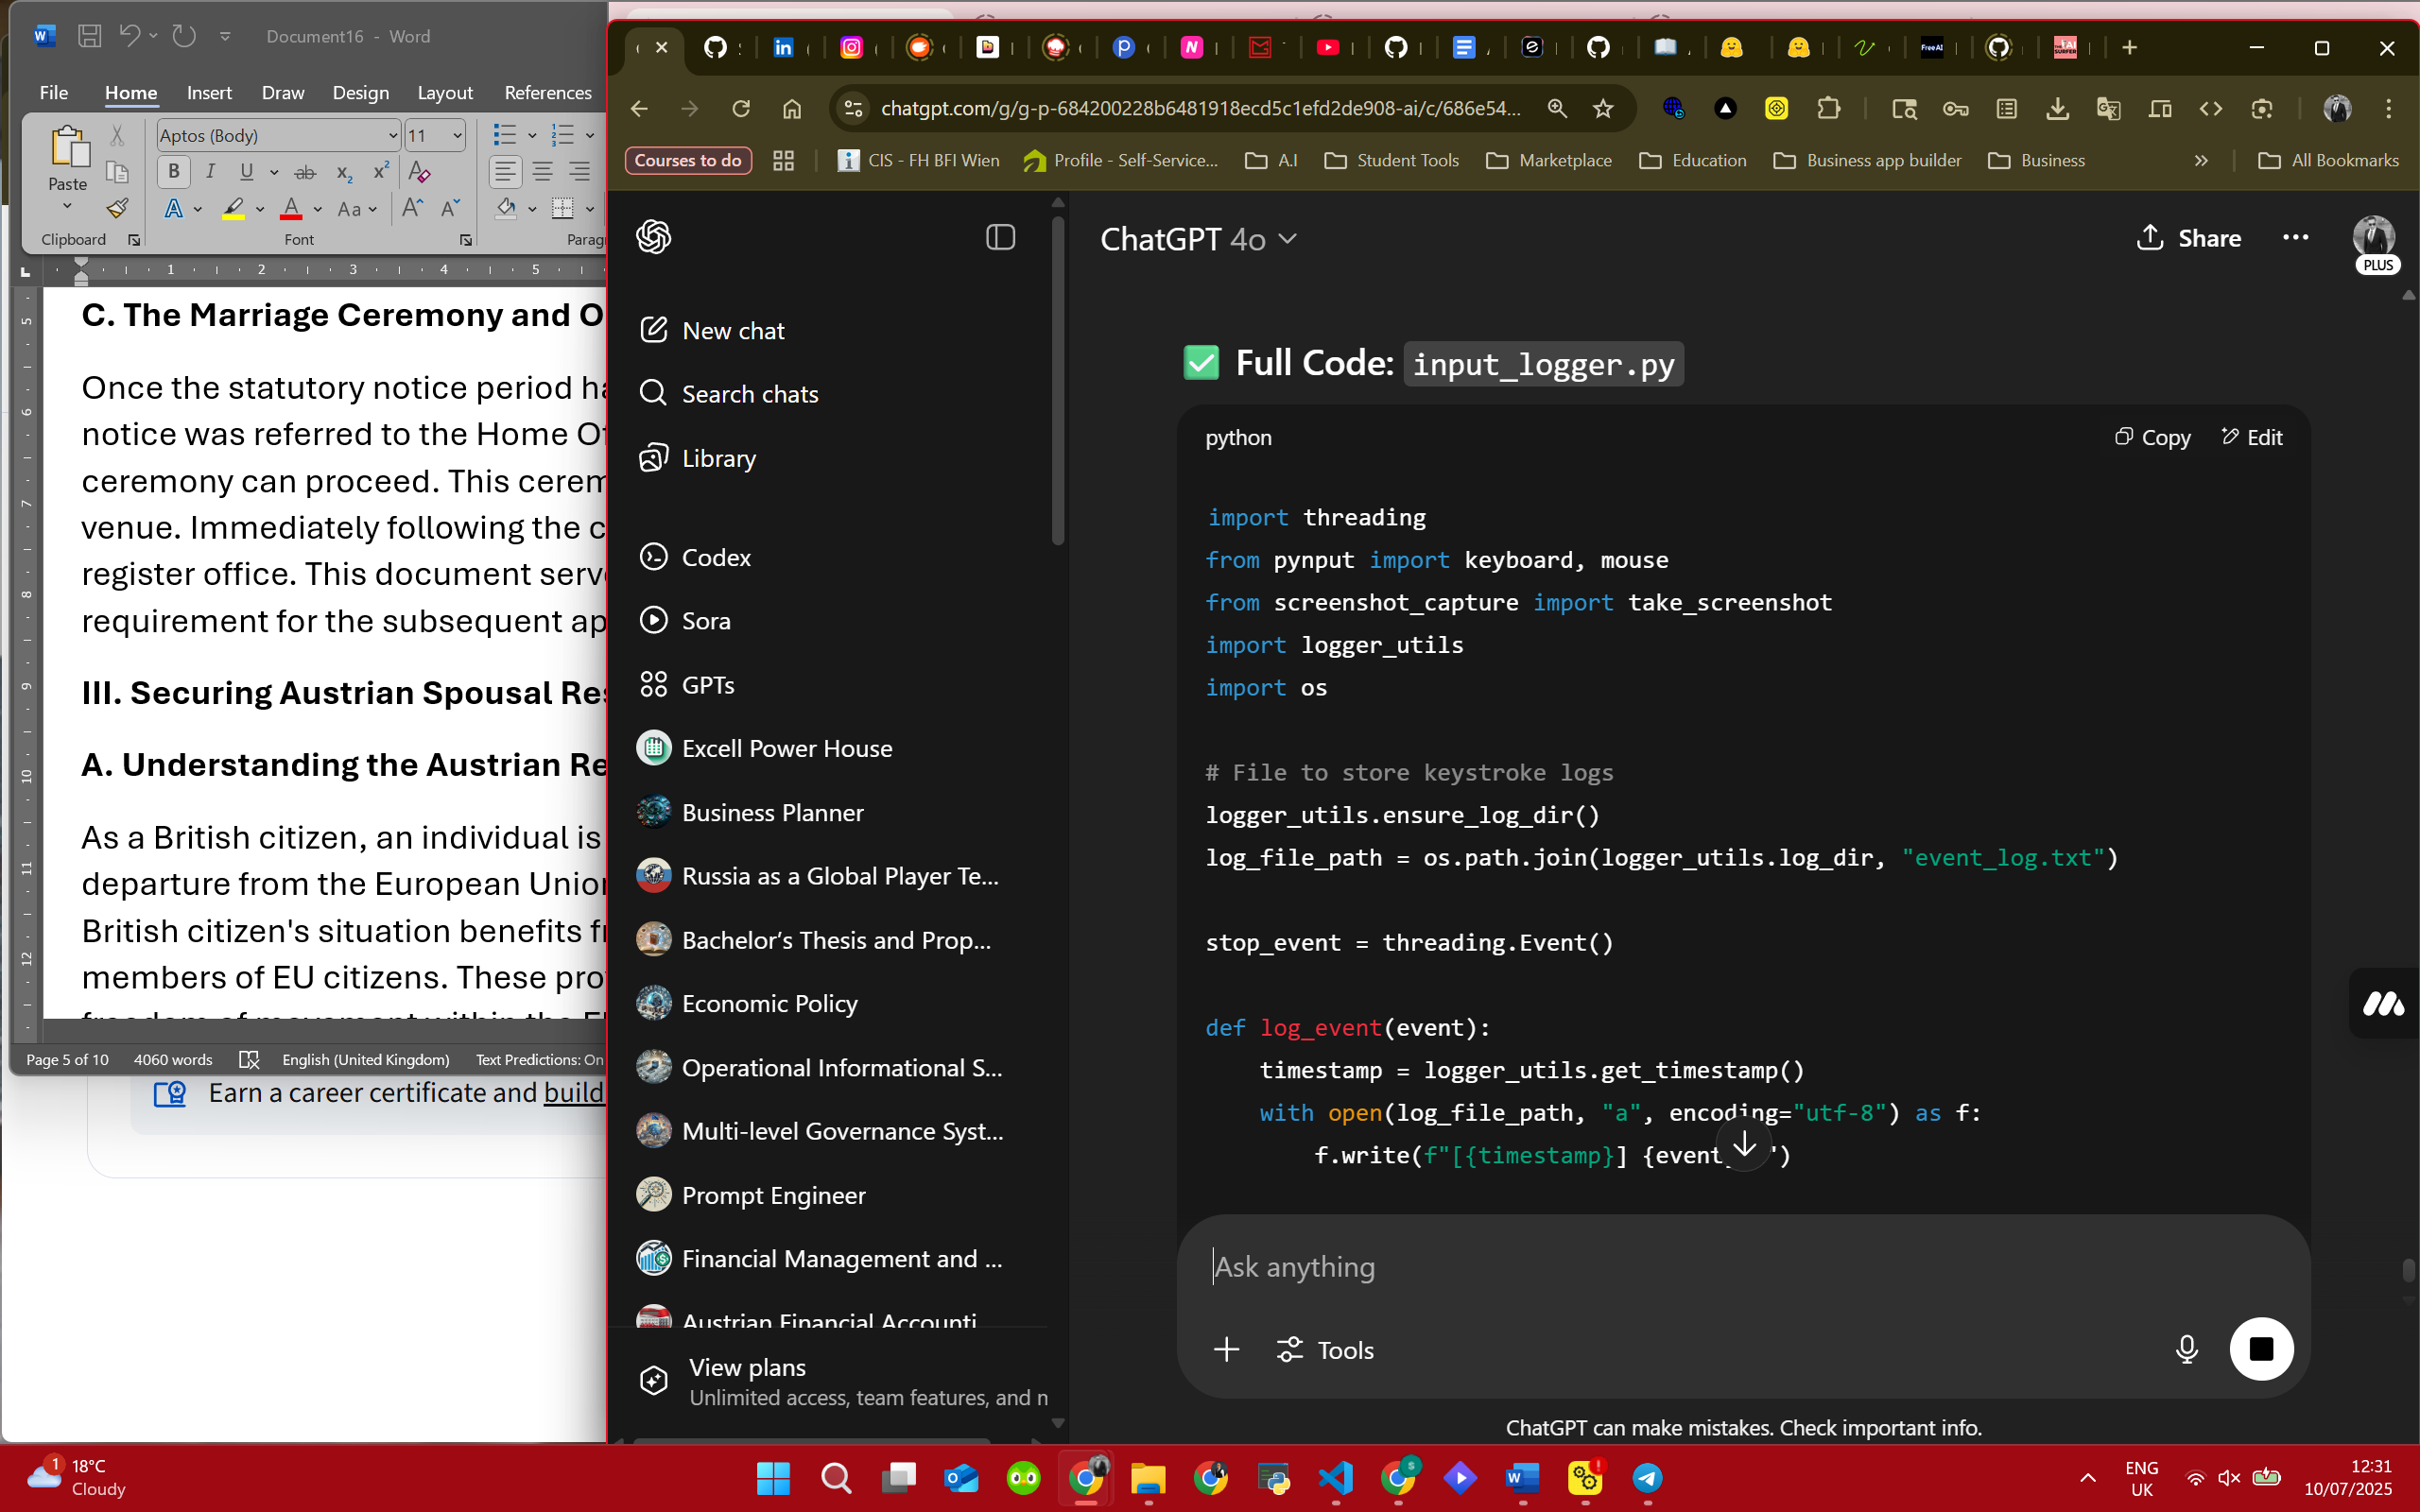 Document16 - Word
File Home Insert Draw Design Layout References
Paste
Aptos (Body) 11
Clipboard Font
C. The Marriage Ceremony and O
Once the statutory notice period
notice was referred to the Home
ceremony can proceed. This
venue. Immediately following the
register office. This document
requirement for the subsequent
III. Securing Austrian Spousal
A. Understanding the Austrian
As a British citizen, an individual is
departure from the European
British citizen's situation benefits
members of EU citizens. These
Page 5 of 10 4060 words English (United Kingdom) Text Predictions: On
Earn a career certificate and build
chatgpt.com/g/g-p-684200228b6481918ecd5c1efd2de908-ai/c/686e54...
Courses to do CIS - FH BFI Wien Profile - Self-Service... A.I Student Tools Marketplace Education Business app builder Business » All Bookmarks
New chat
Search chats
Library
Codex
Sora
GPTs
Excell Power House
Business Planner
Russia as a Global Player Te...
Bachelor’s Thesis and Prop...
Economic Policy
Operational Informational S...
Multi-level Governance Syst...
Prompt Engineer
Financial Management and ...
Austrian Financial Accounti
View plans
Unlimited access, team features, and
ChatGPT 4o
Share ...
PLUS
Full Code: input_logger.py
python
Copy Edit
import threading
from pynput import keyboard, mouse
from screenshot_capture import take_screenshot
import logger_utils
import os
# File to store keystroke logs
logger_utils.ensure_log_dir()
log_file_path = os.path.join(logger_utils.log_dir, "event_log.txt")
stop_event = threading.Event()
def log_event(event):
timestamp = logger_utils.get_timestamp()
with open(log_file_path, "a", encoding="utf-8") as f:
f.write(f"[{timestamp}] {event
Ask anything
Tools
ChatGPT can make mistakes. Check important info.
1
18°C
Cloudy
ENG
UK
12:31
10/07/2025